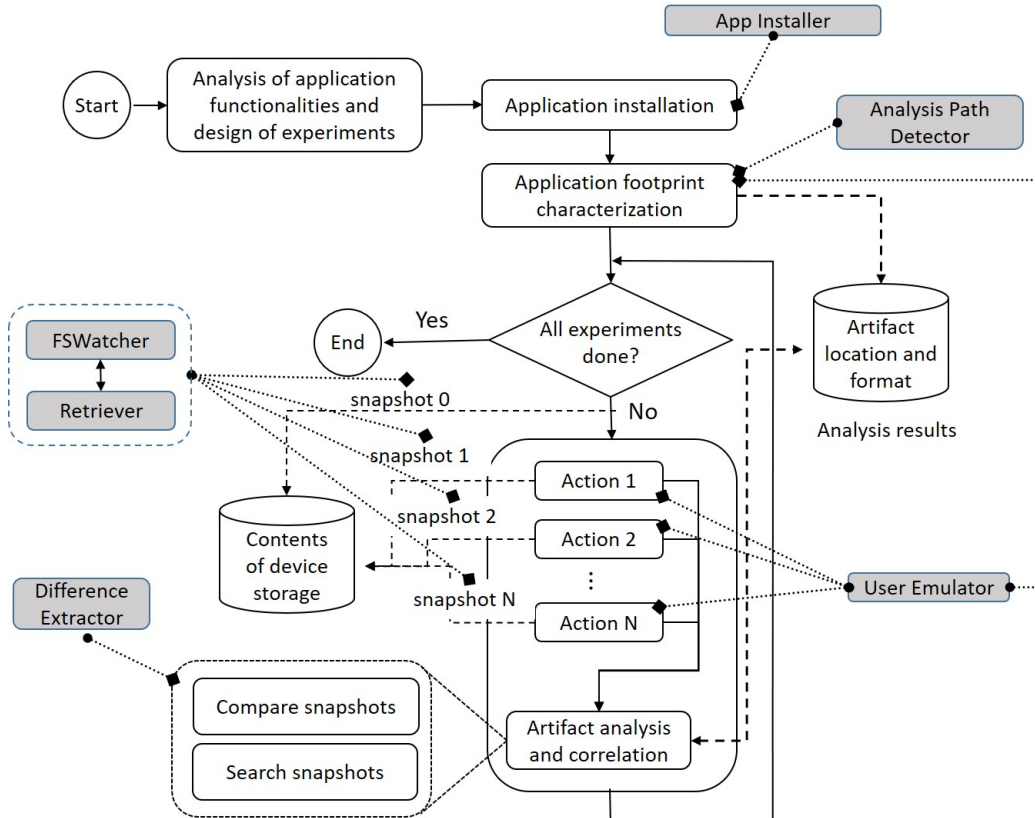 App Installer
Start
Analysis of application
functionalities and
design of experiments
Application installation
Analysis Path
Detector
Application footprint
characterization
FSWatcher
Retriever
End
Yes
All experiments
done?
Artifact
location and
format
snapshot 0
No
Analysis results
snapshot 1
Action 1
snapshot 2
Contents
of device
storage
Action 2
⋮
snapshot N
Action N
User Emulator
Difference
Extractor
Compare snapshots
Search snapshots
Artifact analysis
and correlation